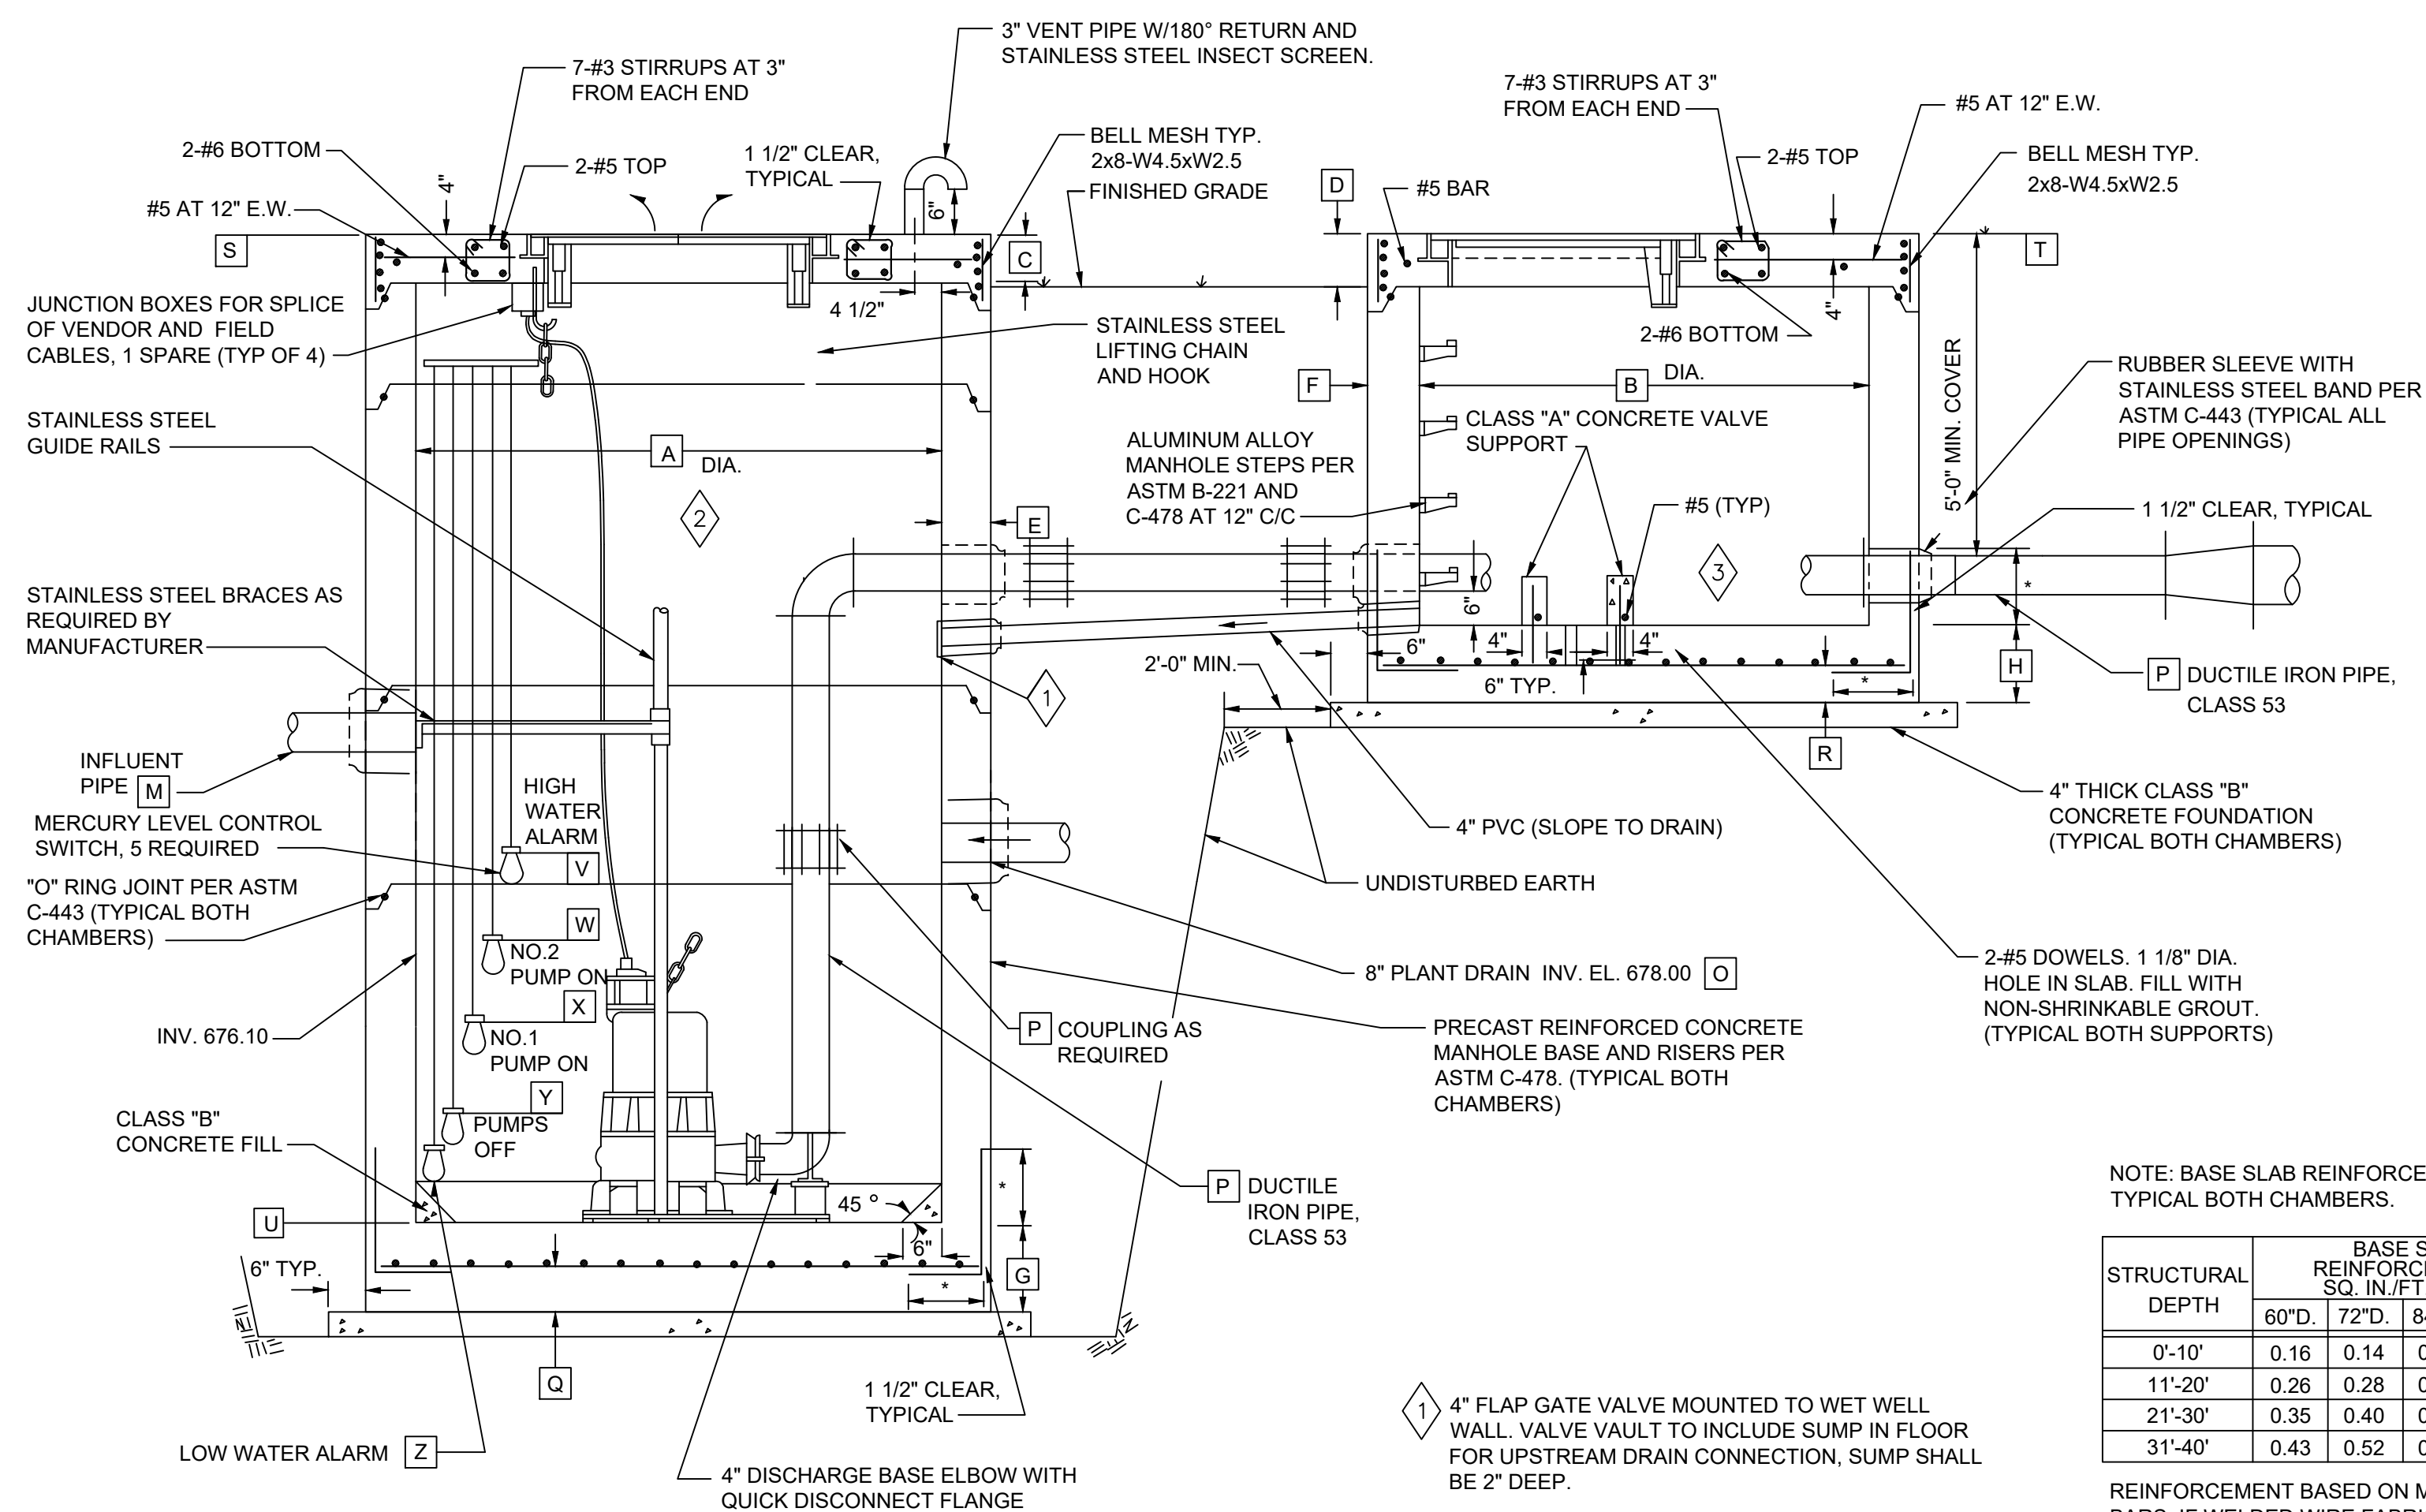 3" VENT PIPE W/180° RETURN AND
STAINLESS STEEL INSECT SCREEN.
7-#3 STIRRUPS AT 3"
FROM EACH END
7-#3 STIRRUPS AT 3"
FROM EACH END
#5 AT 12" E.W.
2-#6 BOTTOM
2-#5 TOP
1 1/2" CLEAR,
TYPICAL
BELL MESH TYP.
2x8-W4.5xW2.5
FINISHED GRADE
2-#5 TOP
BELL MESH TYP.
2x8-W4.5xW2.5
#5 BAR
D
4"
6"
#5 AT 12" E.W.
S
C
T
4 1/2"
4"
2-#6 BOTTOM
JUNCTION BOXES FOR SPLICE
OF VENDOR AND FIELD
CABLES, 1 SPARE (TYP OF 4)
STAINLESS STEEL
LIFTING CHAIN
AND HOOK
F
B
DIA.
5'-0" MIN. COVER
RUBBER SLEEVE WITH
STAINLESS STEEL BAND PER
ASTM C-443 (TYPICAL ALL
PIPE OPENINGS)
STAINLESS STEEL
GUIDE RAILS
A
DIA.
CLASS "A" CONCRETE VALVE
SUPPORT
ALUMINUM ALLOY
MANHOLE STEPS PER
ASTM B-221 AND
C-478 AT 12" C/C
2
E
#5 (TYP)
1 1/2" CLEAR, TYPICAL
3
*
STAINLESS STEEL BRACES AS
REQUIRED BY
MANUFACTURER
6"
6"
4"
4"
2'-0" MIN.
6" TYP.
*
H
P
DUCTILE IRON PIPE,
CLASS 53
1
R
INFLUENT
PIPE
M
HIGH
WATER
ALARM
V
4" THICK CLASS "B"
CONCRETE FOUNDATION
(TYPICAL BOTH CHAMBERS)
MERCURY LEVEL CONTROL
SWITCH, 5 REQUIRED
4" PVC (SLOPE TO DRAIN)
"O" RING JOINT PER ASTM
C-443 (TYPICAL BOTH
CHAMBERS)
UNDISTURBED EARTH
W
NO.2
PUMP ON
8" PLANT DRAIN INV. EL. 678.00
O
2-#5 DOWELS. 1 1/8" DIA.
HOLE IN SLAB. FILL WITH
NON-SHRINKABLE GROUT.
(TYPICAL BOTH SUPPORTS)
X
INV. 676.10
NO.1
PUMP ON
P
COUPLING AS
REQUIRED
PRECAST REINFORCED CONCRETE
MANHOLE BASE AND RISERS PER
ASTM C-478. (TYPICAL BOTH
CHAMBERS)
Y
PUMPS
OFF
CLASS "B"
CONCRETE FILL
P
DUCTILE
IRON PIPE,
CLASS 53
*
45 °
U
6"
G
6" TYP.
*
Q
1 1/2" CLEAR,
TYPICAL
LOW WATER ALARM
Z
4" DISCHARGE BASE ELBOW WITH
QUICK DISCONNECT FLANGE
1
4" FLAP GATE VALVE MOUNTED TO WET WELL
WALL. VALVE VAULT TO INCLUDE SUMP IN FLOOR
FOR UPSTREAM DRAIN CONNECTION, SUMP SHALL
BE 2" DEEP.
NOTE: BASE SLAB REINFORCE
TYPICAL BOTH CHAMBERS.
STRUCTURAL
DEPTH
BASE S
REINFORC
SQ. IN./FT
60"D. 72"D. 8
0'-10' 0.16 0.14 0
11'-20' 0.26 0.28 0
21'-30' 0.35 0.40 0
31'-40' 0.43 0.52 0
REINFORCEMENT BASED ON